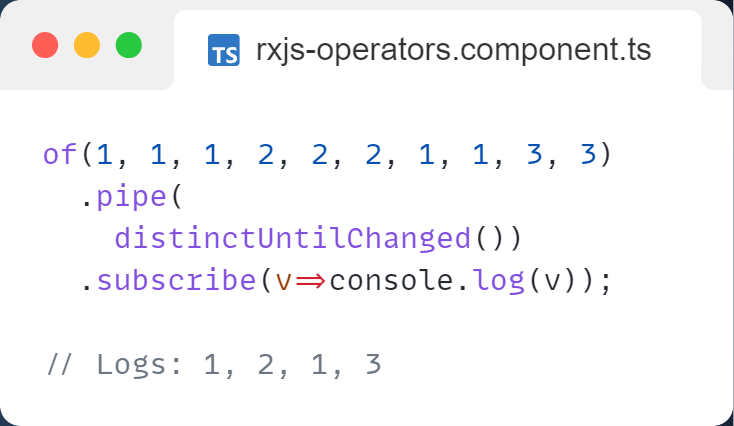 TS rxjs-operators.component.ts
of(1, 1, 1, 2, 2, 2, 1, 1, 3, 3)
.pipe(
distinctUntilChanged())
.subscribe(v=>console.log(v));
// Logs: 1, 2, 1, 3